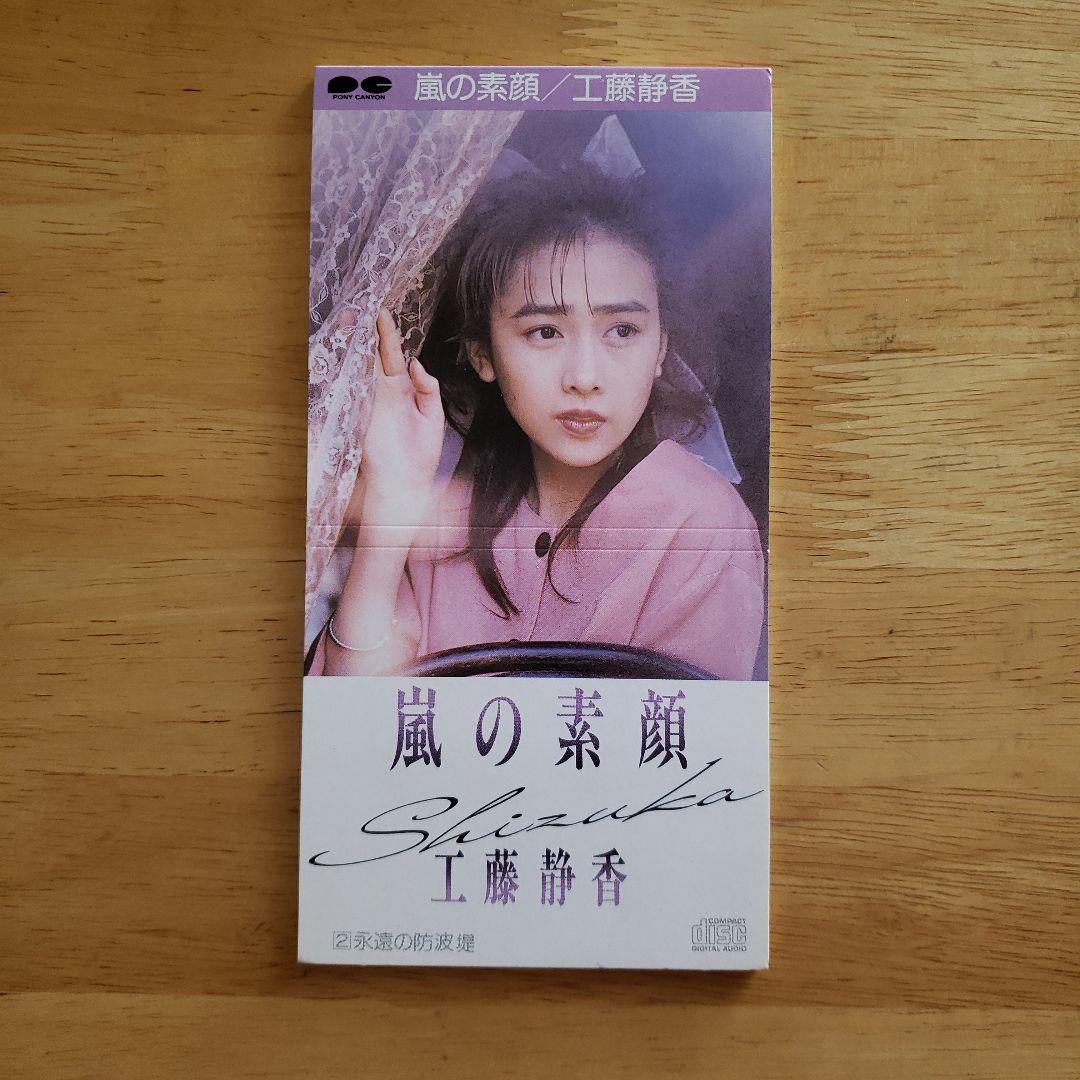 PONY CANYON
嵐の素顔／工藤静香
嵐の素顔
Shizuka
工藤静香
2 永遠の防波堤
COMPACT
disc
DIGITAL AUDIO